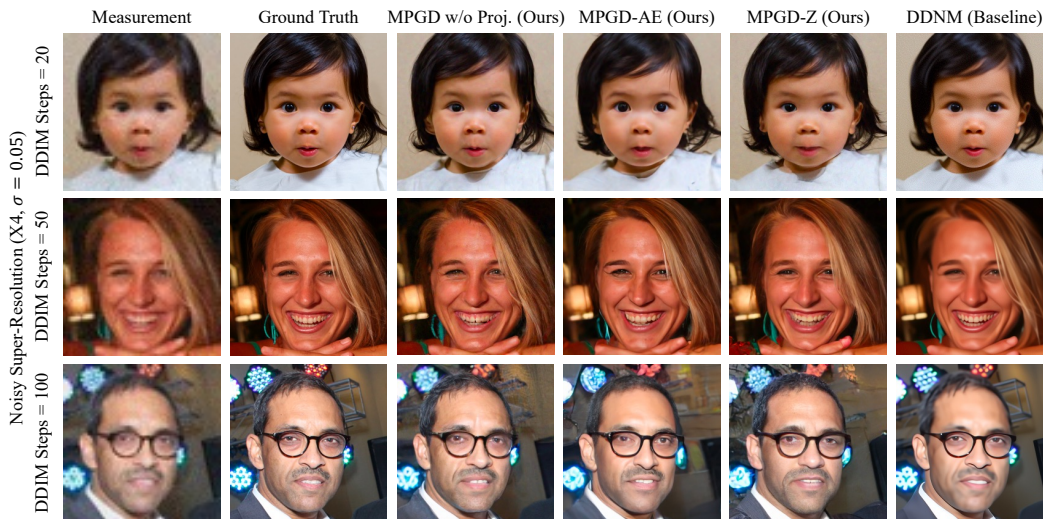 Measurement
Ground Truth
MPGD w/o Proj. (Ours)
MPGD-AE (Ours)
MPGD-Z (Ours)
DDNM (Baseline)
Noisy Super-Resolution (X4, σ = 0.05)
DDIM Steps = 20
DDIM Steps = 50
DDIM Steps = 100